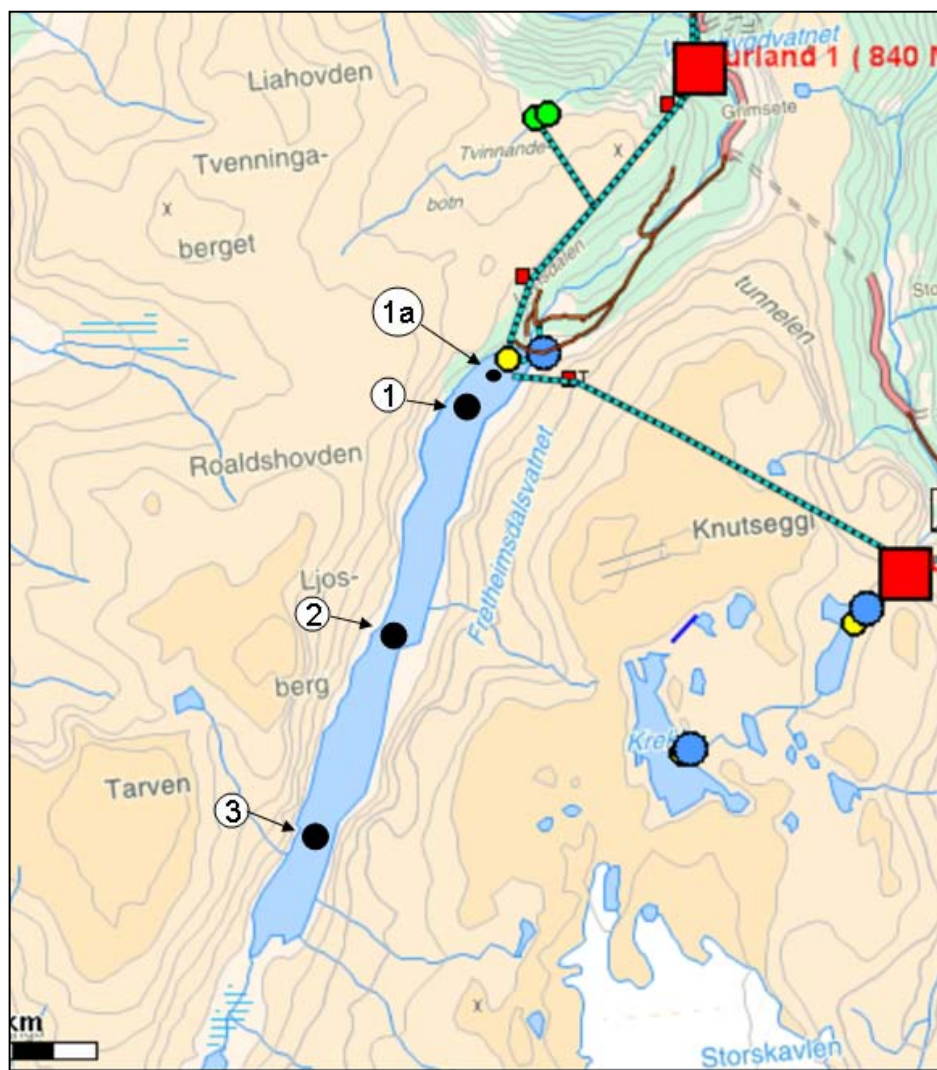 urland 1 ( 840
Liahovden
Grimsete
Tvinnande-
botn
Tvenninga-
berget
tunnelen
1a
1
Roaldshovden
Fretheimsdalsvatnet
Knutseggi
Ljos-
2
berg
Krek
Tarven
3
km
Storskavlen